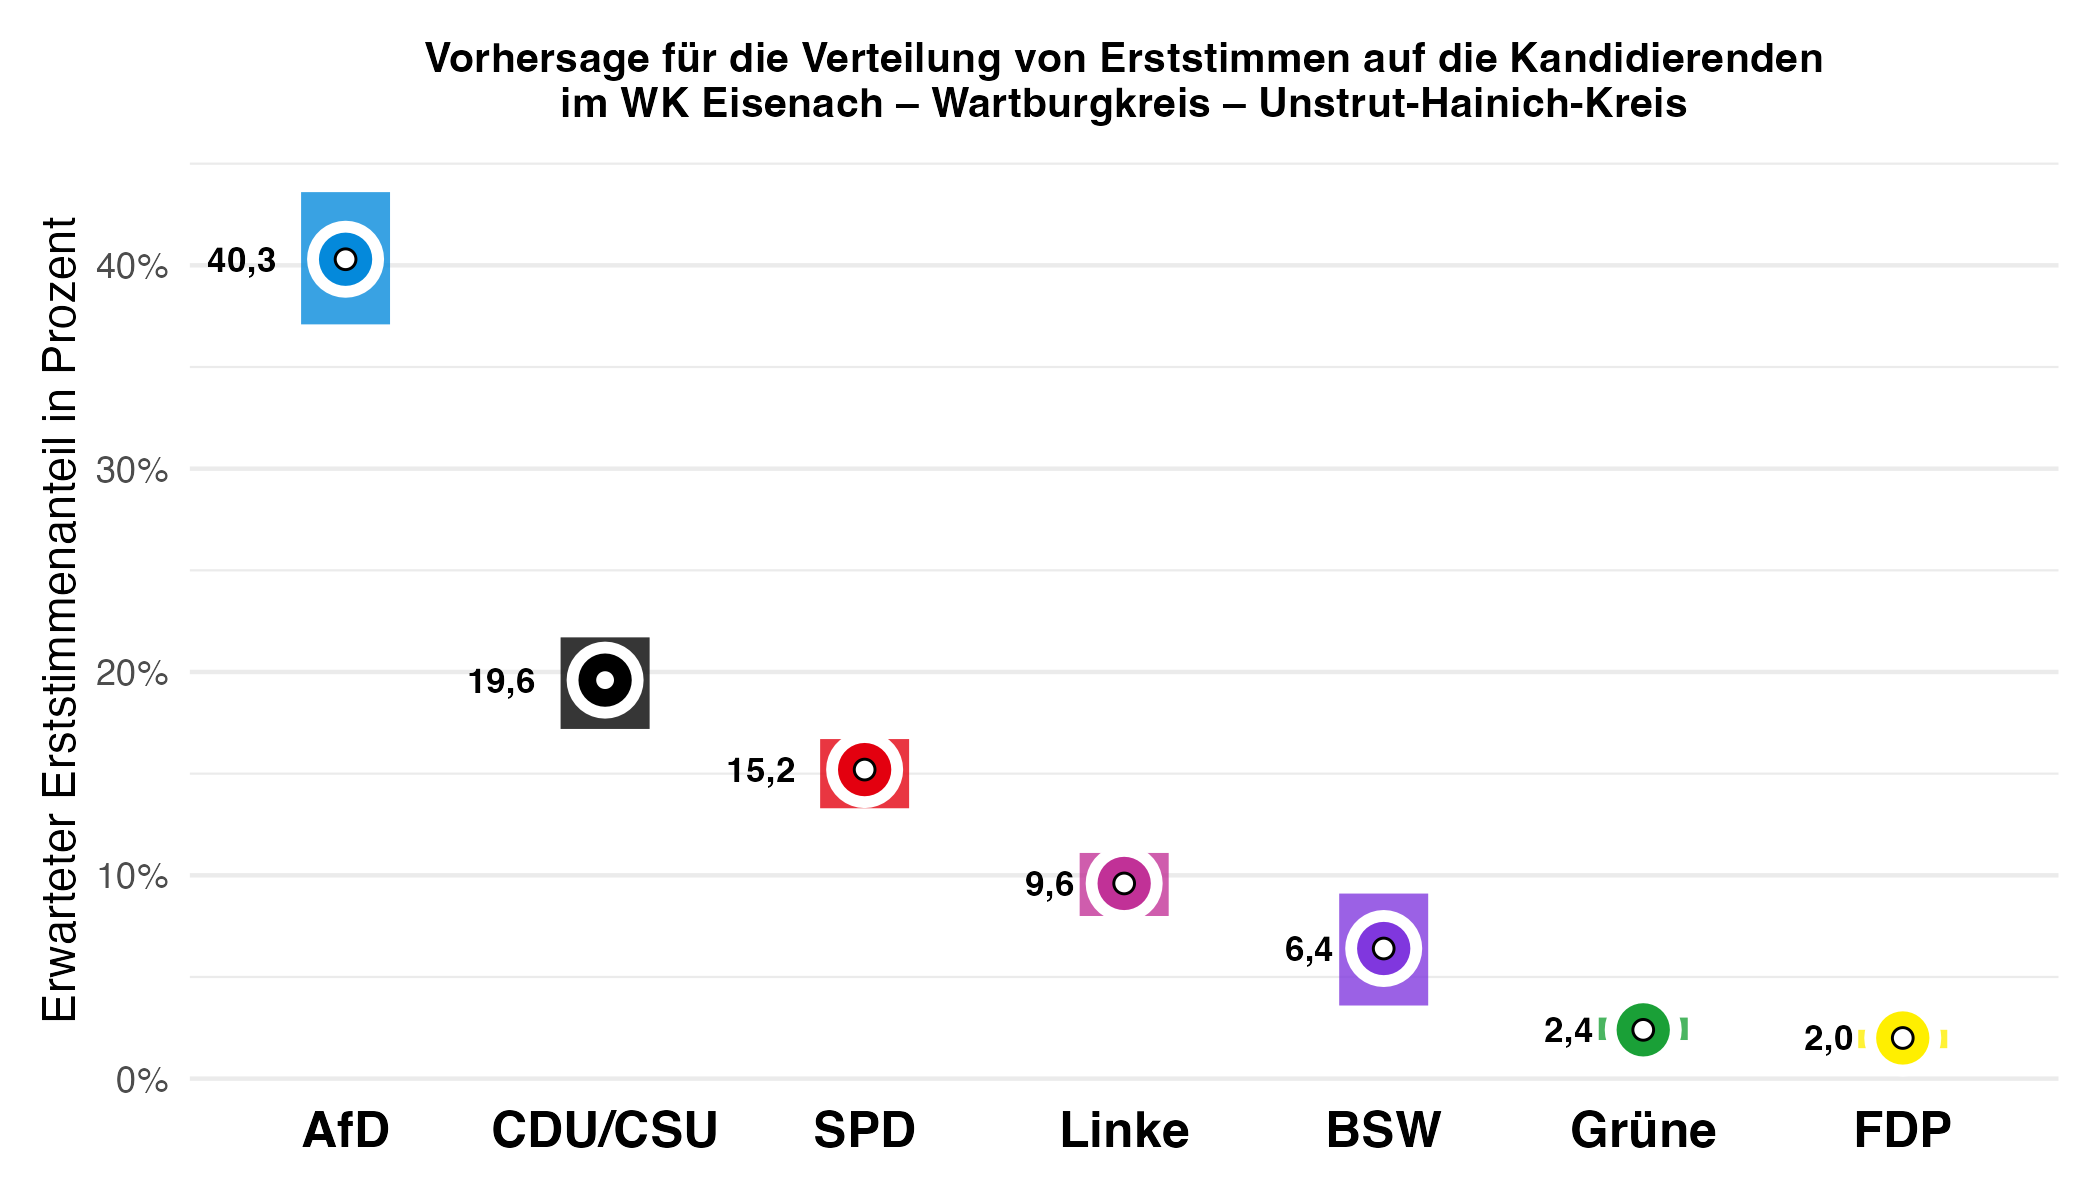 Vorhersage für die Verteilung von Erststimmen auf die Kandidierenden
im WK Eisenach – Wartburgkreis – Unstrut-Hainich-Kreis
Erwarteter Erststimmenanteil in Prozent
40%
30%
20%
10%
0%
40,3
19,6
15,2
9,6
6,4
2,4
2,0
AfD
CDU/CSU
SPD
Linke
BSW
Grüne
FDP